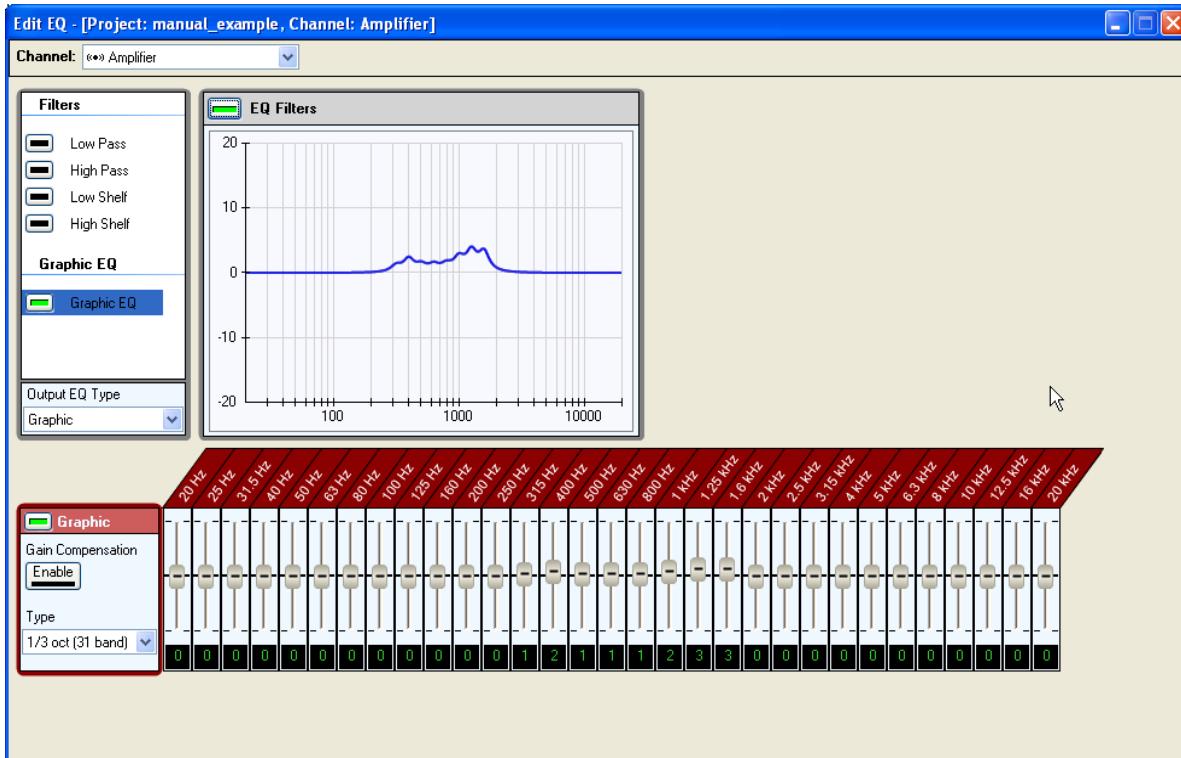 Edit EQ - [Project: manual_example, Channel: Amplifier]
Channel: Amplifier
Filters
Low Pass
High Pass
Low Shelf
High Shelf
Graphic EQ
Graphic EQ
Output EQ Type
Graphic
EQ Filters
20
10
0
-10
-20
100 1000 10000
20 Hz 25 Hz 31.5 Hz 40 Hz 50 Hz 63 Hz 80 Hz 100 Hz 125 Hz 160 Hz 200 Hz 250 Hz 315 Hz 400 Hz 500 Hz 630 Hz 800 Hz 1 kHz 1.25 kHz 1.6 kHz 2 kHz 2.5 kHz 3.15 kHz 4 kHz 5 kHz 6.3 kHz 8 kHz 10 kHz 12.5 kHz 16 kHz 20 kHz
Graphic
Gain Compensation
Enable
Type
1/3 oct (31 band)
0 0 0 0 0 0 0 0 0 0 0 0 1 2 1 1 1 2 3 3 0 0 0 0 0 0 0 0 0 0 0